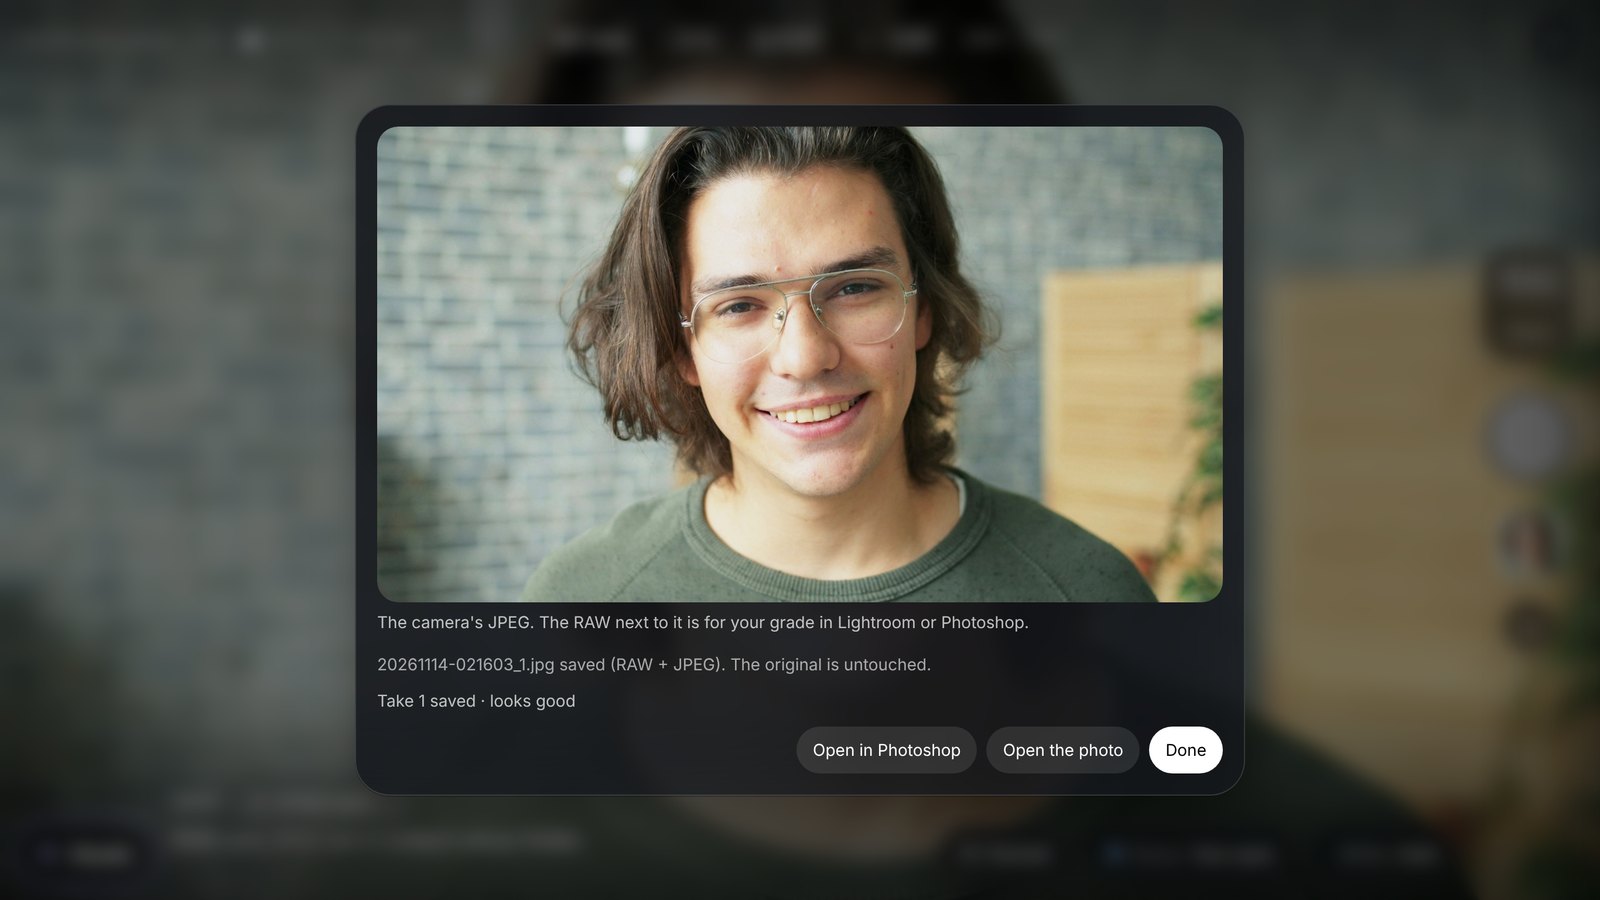 The camera's JPEG. The RAW next to it is for your grade in Lightroom or Photoshop.
20261114-021603_1.jpg saved (RAW + JPEG). The original is untouched.
Take 1 saved · looks good
Open in Photoshop
Open the photo
Done